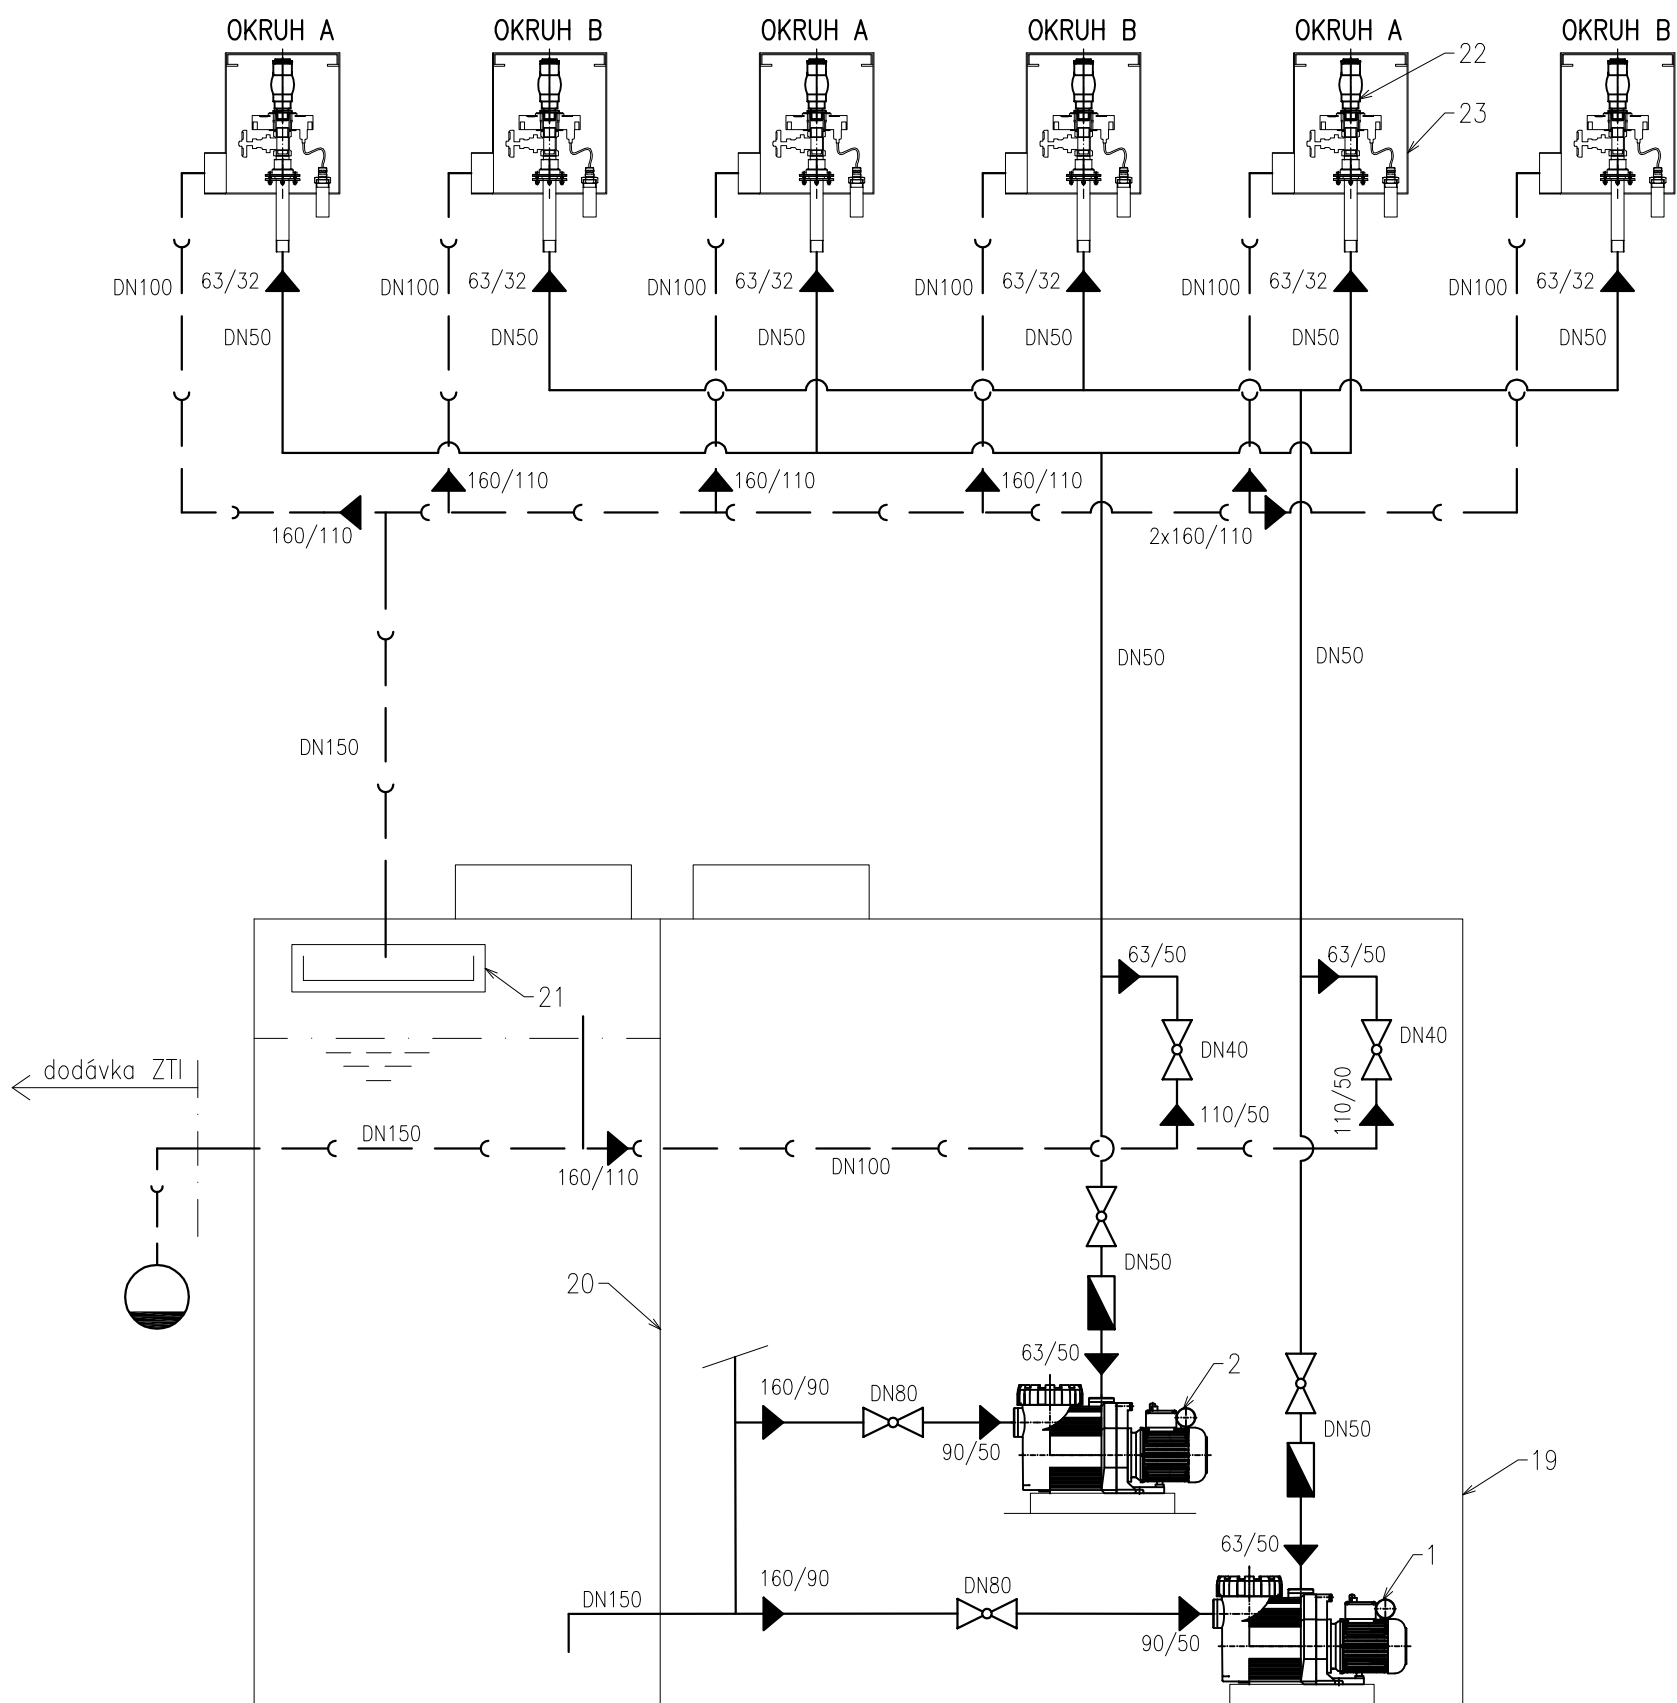 OKRUH A
OKRUH B
OKRUH A
OKRUH B
OKRUH A
OKRUH B
22
23
DN100
63/32
DN100
63/32
DN100
63/32
DN100
63/32
DN100
63/32
DN100
63/32
DN50
DN50
DN50
DN50
DN50
DN50
160/110
160/110
160/110
160/110
2x160/110
DN50
DN50
DN150
63/50
63/50
21
DN40
DN40
dodávka ZTI
110/50
110/50
DN150
DN100
160/110
DN50
20
63/50
2
160/90
DN80
90/50
DN50
19
63/50
1
160/90
DN80
DN150
90/50